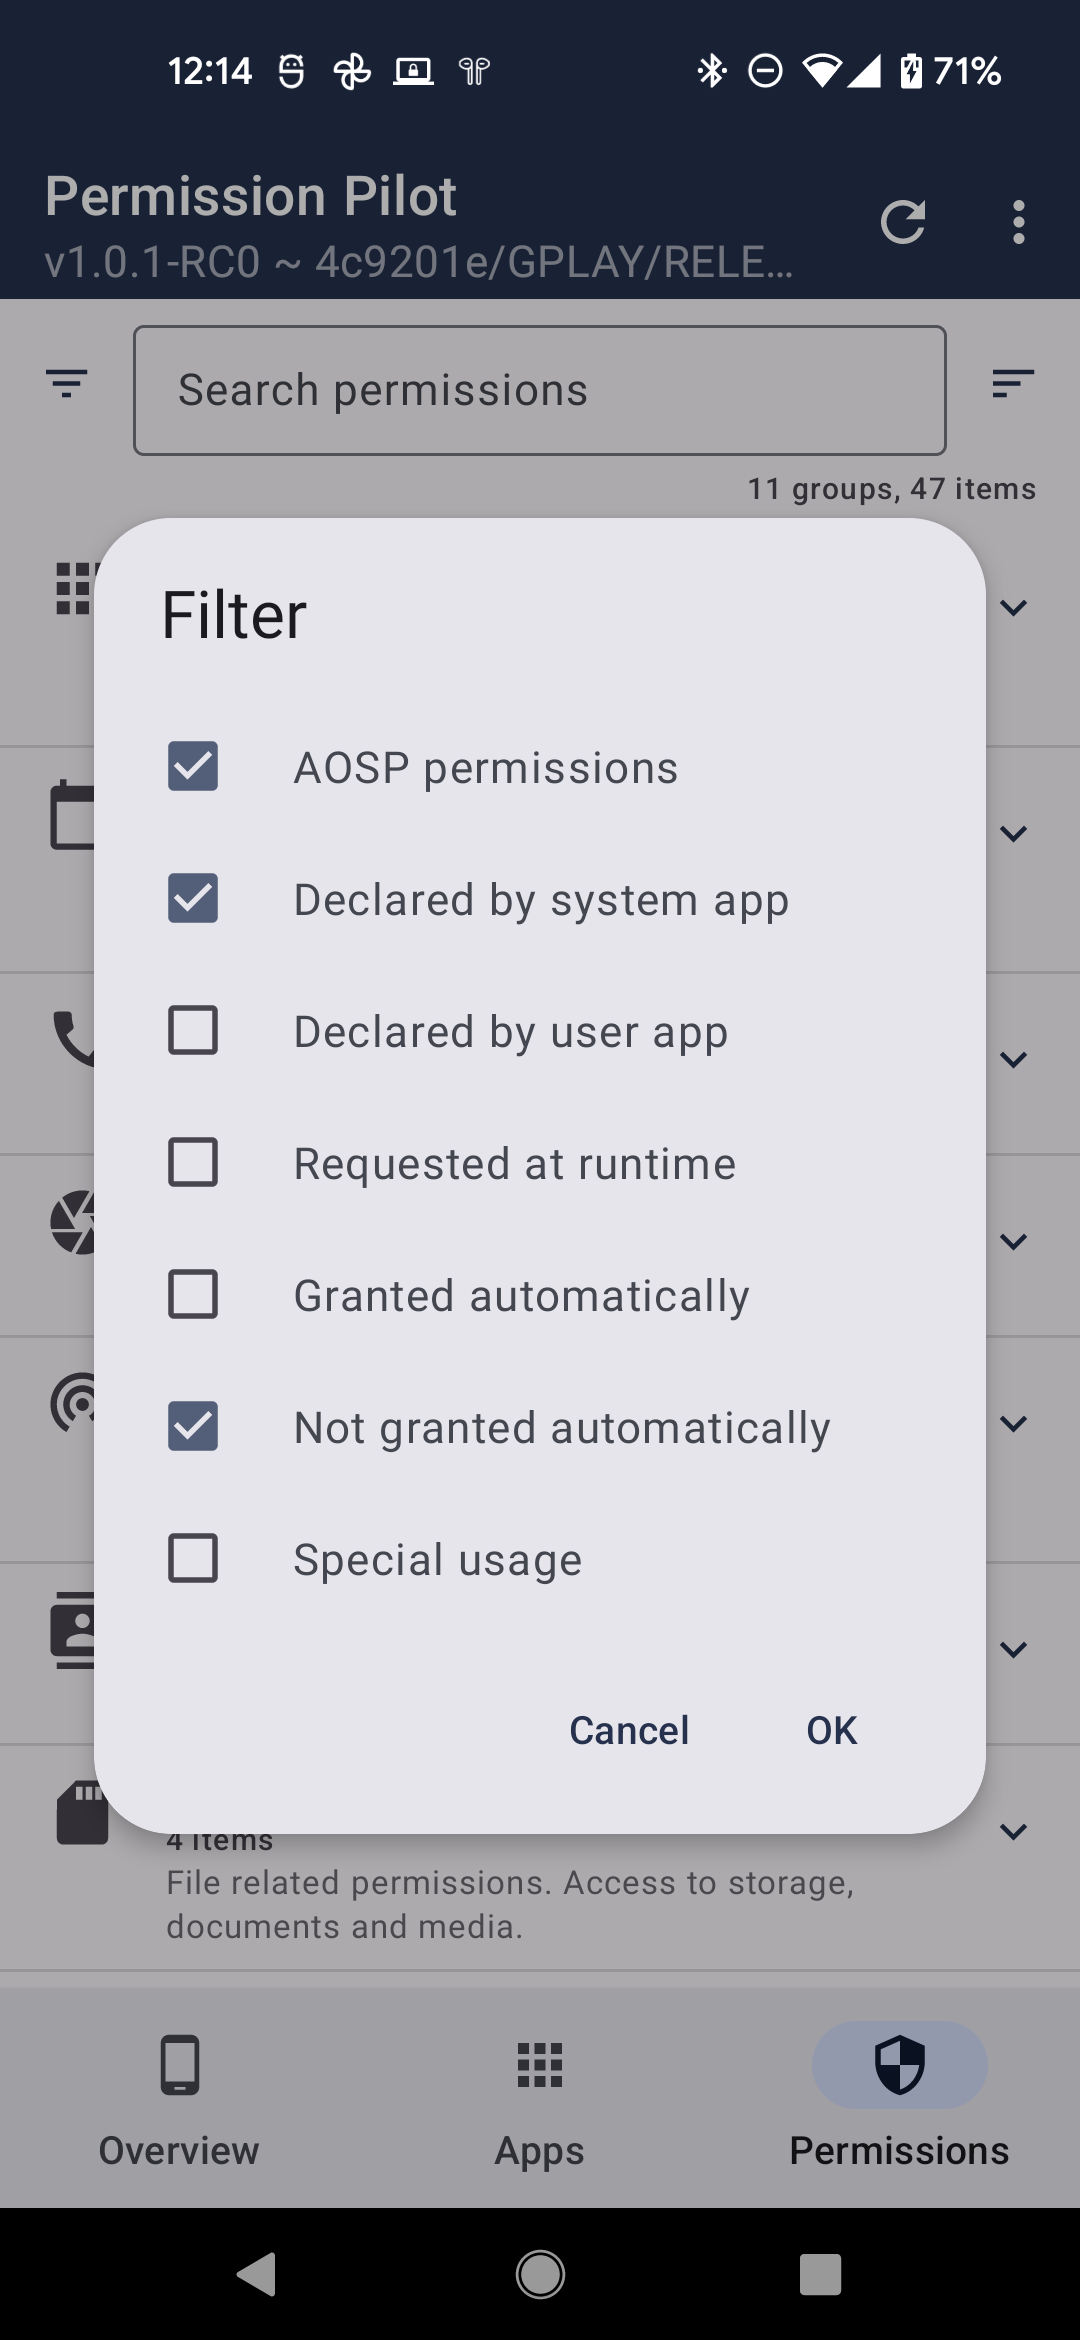 12:14
71%
Permission Pilot
v1.0.1-RC0 ~ 4c9201e/GPLAY/RELE…
Search permissions
11 groups, 47 items
Filter
AOSP permissions
Declared by system app
Declared by user app
Requested at runtime
Granted automatically
Not granted automatically
Special usage
Cancel OK
4 items
File related permissions. Access to storage,
documents and media.
Overview Apps Permissions